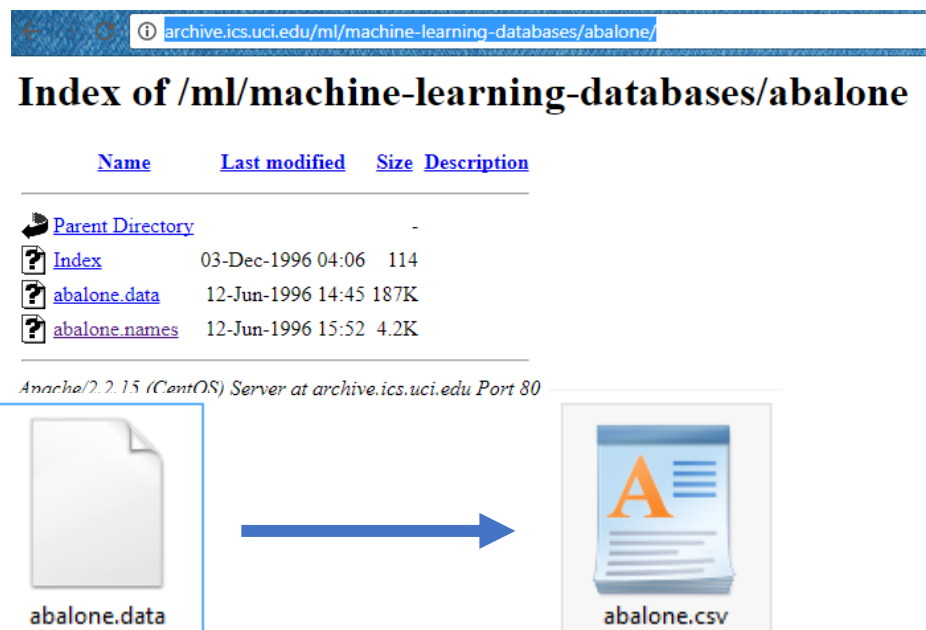 archive.ics.uci.edu/ml/machine-learning-databases/abalone/
Index of /ml/machine-learning-databases/abalone
Name Last modified Size Description
Parent Directory -
Index 03-Dec-1996 04:06 114
abalone.data 12-Jun-1996 14:45 187K
abalone.names 12-Jun-1996 15:52 4.2K
Apache/2.2.15 (CentOS) Server at archive.ics.uci.edu Port 80
A
abalone.data abalone.csv